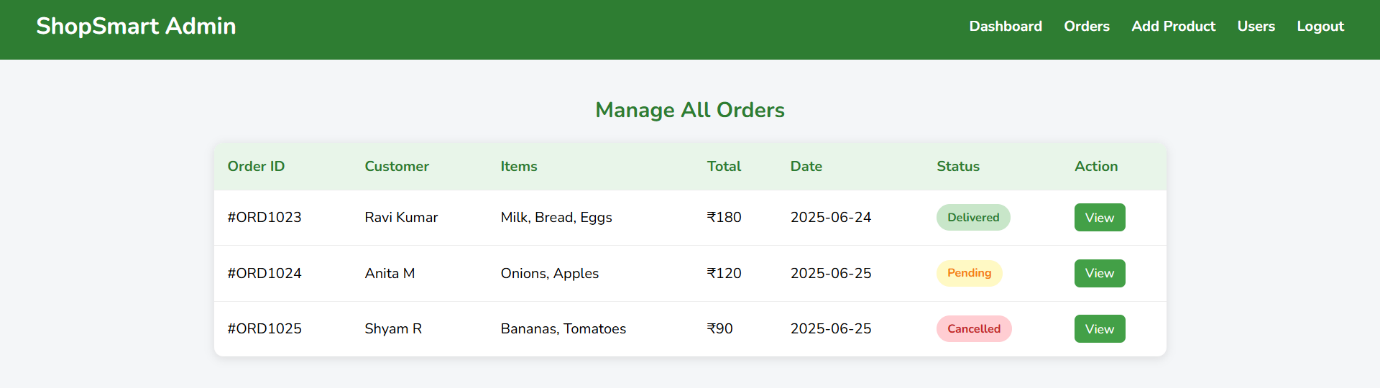 ShopSmart Admin Dashboard Orders Add Product Users Logout
Manage All Orders
Order ID Customer Items Total Date Status Action
#ORD1023 Ravi Kumar Milk, Bread, Eggs ₹180 2025-06-24 Delivered View
#ORD1024 Anita M Onions, Apples ₹120 2025-06-25 Pending View
#ORD1025 Shyam R Bananas, Tomatoes ₹90 2025-06-25 Cancelled View